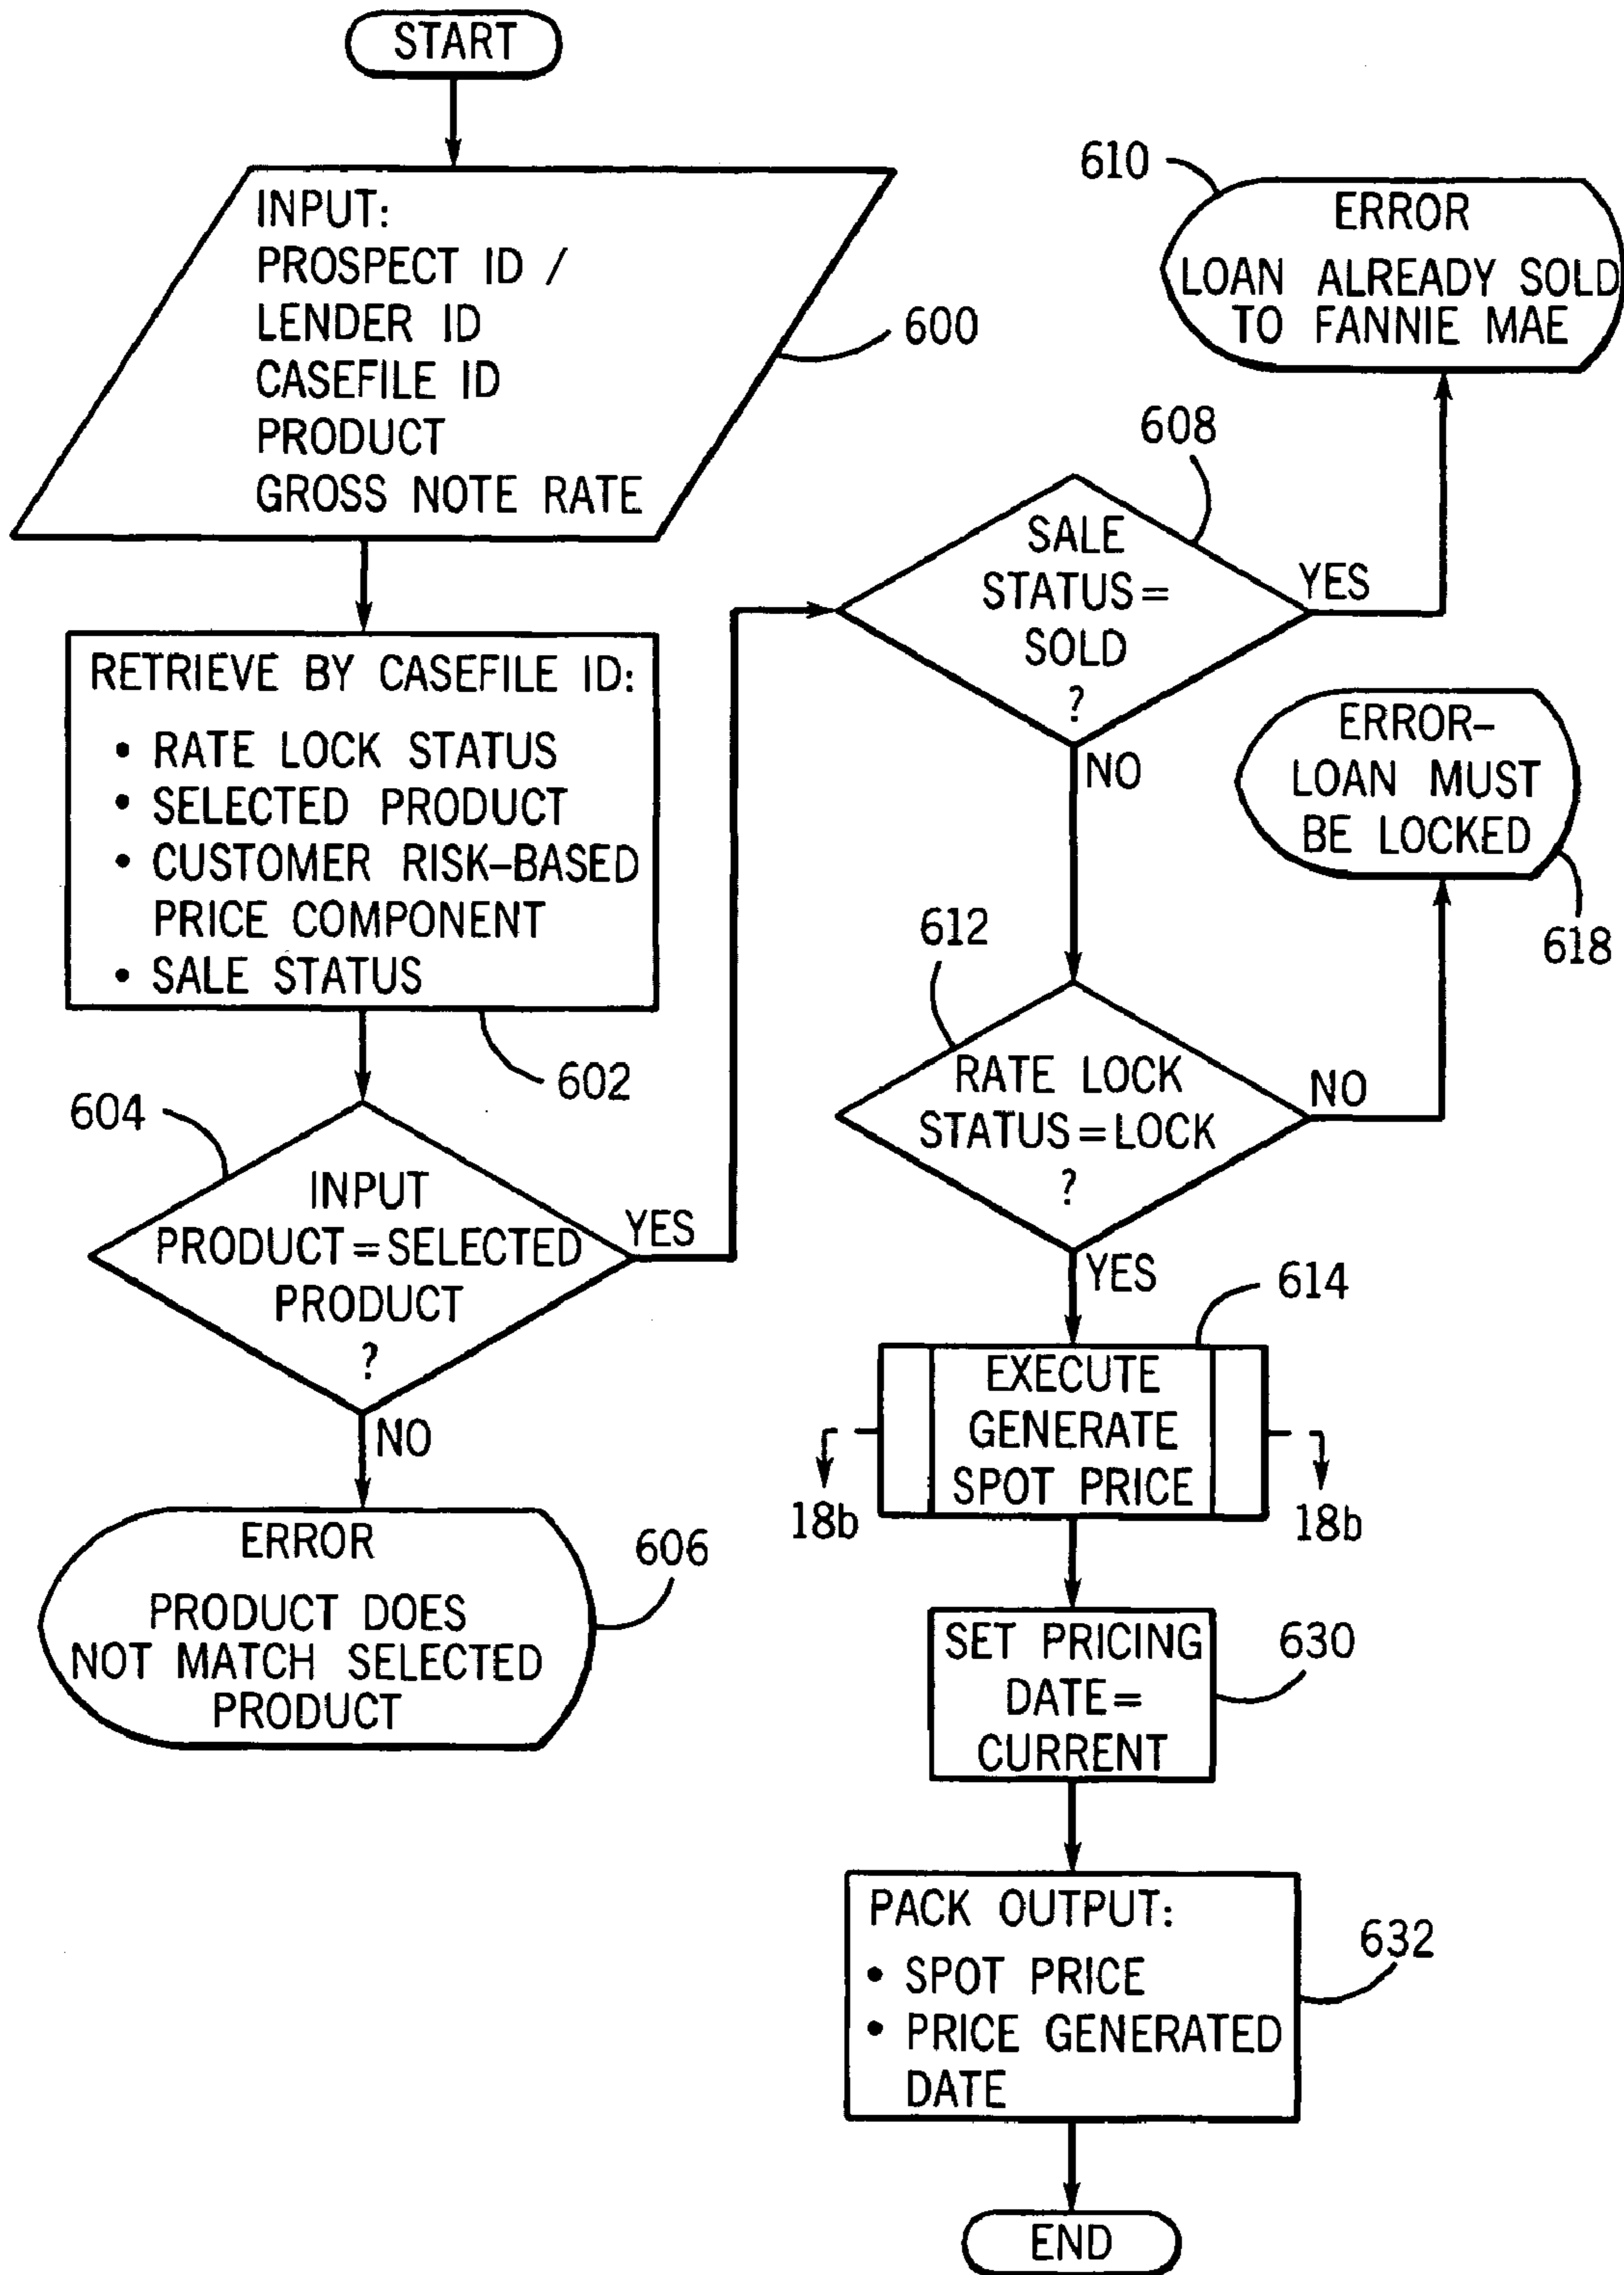 START
INPUT:
PROSPECT ID /
LENDER ID
CASEFILE ID
PRODUCT
GROSS NOTE RATE
600
RETRIEVE BY CASEFILE ID:
• RATE LOCK STATUS
• SELECTED PRODUCT
• CUSTOMER RISK-BASED
PRICE COMPONENT
• SALE STATUS
602
604
INPUT
PRODUCT=SELECTED
PRODUCT
?
YES
NO
ERROR
PRODUCT DOES
NOT MATCH SELECTED
PRODUCT
606
608
SALE
STATUS=
SOLD
?
YES
NO
610
ERROR
LOAN ALREADY SOLD
TO FANNIE MAE
612
RATE LOCK
STATUS=LOCK
?
NO
YES
ERROR-
LOAN MUST
BE LOCKED
618
614
EXECUTE
GENERATE
SPOT PRICE
18b
18b
SET PRICING
DATE=
CURRENT
630
PACK OUTPUT:
• SPOT PRICE
• PRICE GENERATED
DATE
632
END